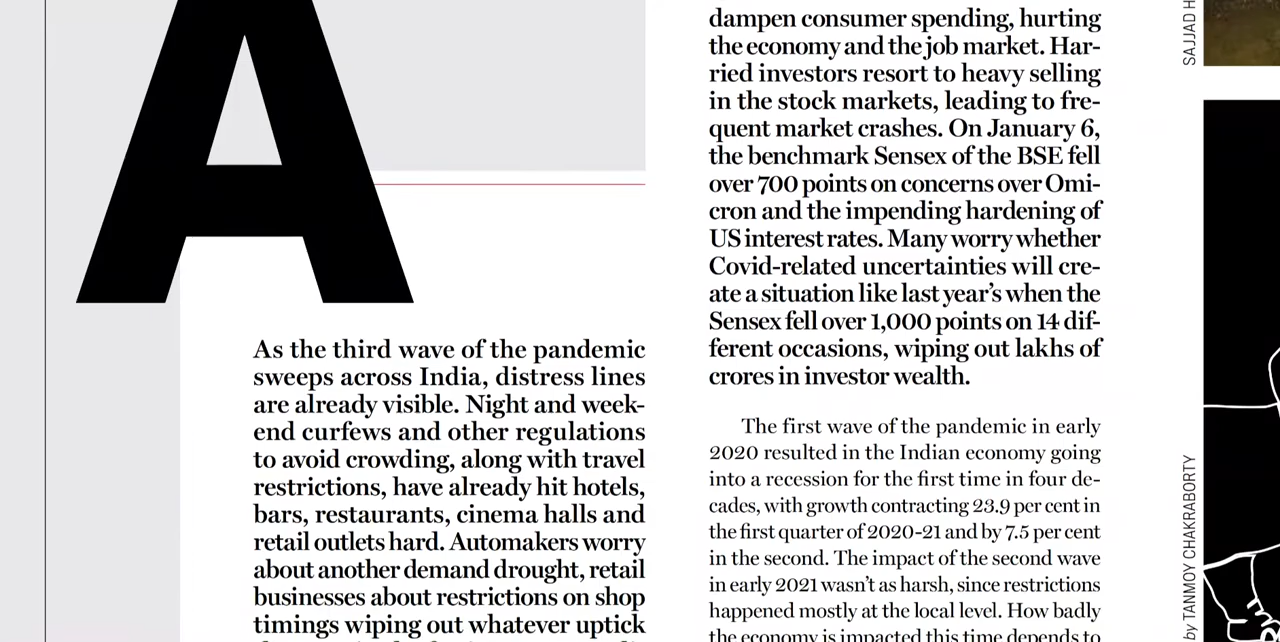 A
As the third wave of the pandemic
sweeps across India, distress lines
are already visible. Night and week-
end curfews and other regulations
to avoid crowding, along with travel
restrictions, have already hit hotels,
bars, restaurants, cinema halls and
retail outlets hard. Automakers worry
about another demand drought, retail
businesses about restrictions on shop
timings wiping out whatever uptick
dampen consumer spending, hurting
the economy and the job market. Har-
ried investors resort to heavy selling
in the stock markets, leading to fre-
quent market crashes. On January 6,
the benchmark Sensex of the BSE fell
over 700 points on concerns over Omi-
cron and the impending hardening of
US interest rates. Many worry whether
Covid-related uncertainties will cre-
ate a situation like last year’s when the
Sensex fell over 1,000 points on 14 dif-
ferent occasions, wiping out lakhs of
crores in investor wealth.
The first wave of the pandemic in early
2020 resulted in the Indian economy going
into a recession for the first time in four de-
cades, with growth contracting 23.9 per cent in
the first quarter of 2020-21 and by 7.5 per cent
in the second. The impact of the second wave
in early 2021 wasn’t as harsh, since restrictions
happened mostly at the local level. How badly
the economy is impacted this time depends to
SAJJAD H
by TANMOY CHAKRABORTY